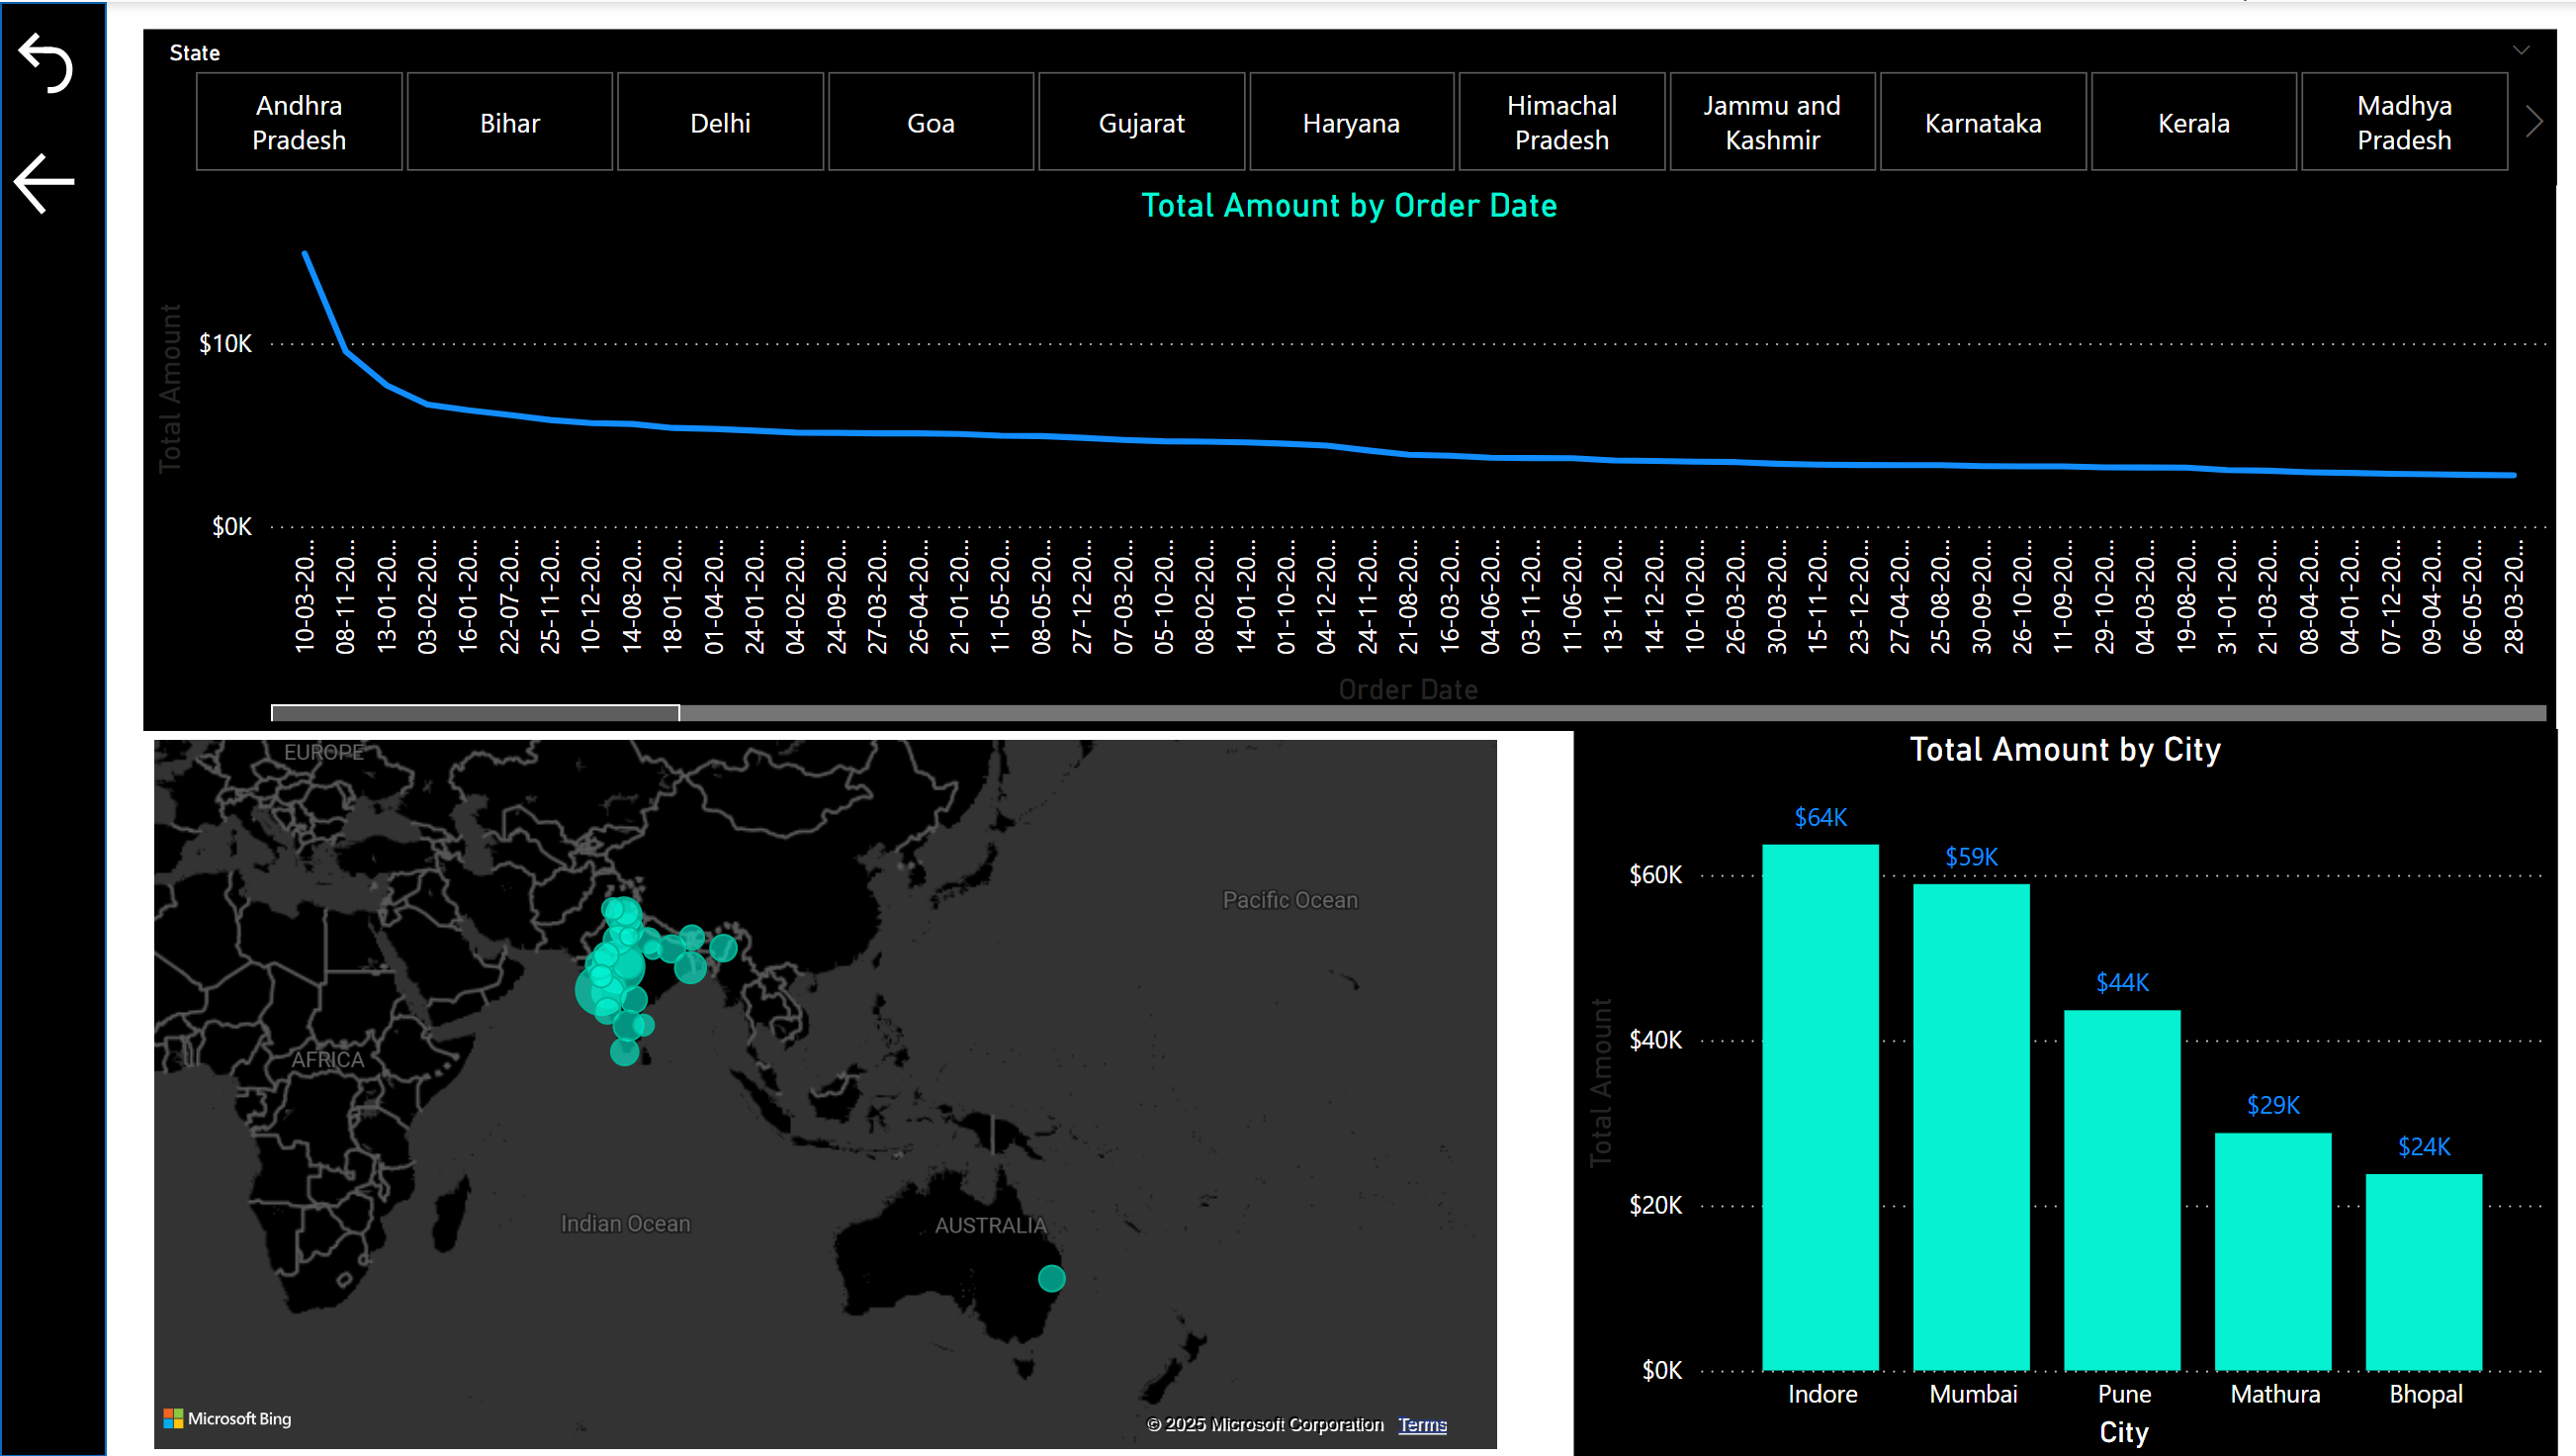 State
Andhra
Pradesh
Bihar
Delhi
Goa
Gujarat
Haryana
Himachal
Pradesh
Jammu and
Kashmir
Karnataka
Kerala
Madhya
Pradesh
Total Amount by Order Date
Total Amount
$10K
$0K
10-03-20...
08-11-20...
13-01-20...
03-02-20...
16-01-20...
22-07-20...
25-11-20...
10-12-20...
14-08-20...
18-01-20...
01-04-20...
24-01-20...
04-02-20...
24-09-20...
27-03-20...
26-04-20...
21-01-20...
11-05-20...
08-05-20...
27-12-20...
07-03-20...
05-10-20...
08-02-20...
14-01-20...
01-10-20...
04-12-20...
24-11-20...
21-08-20...
16-03-20...
04-06-20...
03-11-20...
11-06-20...
13-11-20...
14-12-20...
10-10-20...
26-03-20...
30-03-20...
15-11-20...
23-12-20...
27-04-20...
25-08-20...
30-09-20...
26-10-20...
11-09-20...
29-10-20...
04-03-20...
19-08-20...
31-01-20...
21-03-20...
08-04-20...
04-01-20...
07-12-20...
09-04-20...
06-05-20...
28-03-20...
Order Date
EUROPE
Pacific Ocean
AFRICA
Indian Ocean
AUSTRALIA
Microsoft Bing
© 2025 Microsoft Corporation Terms
Total Amount by City
Total Amount
$60K
$40K
$20K
$0K
$64K
$59K
$44K
$29K
$24K
Indore
Mumbai
Pune
Mathura
Bhopal
City